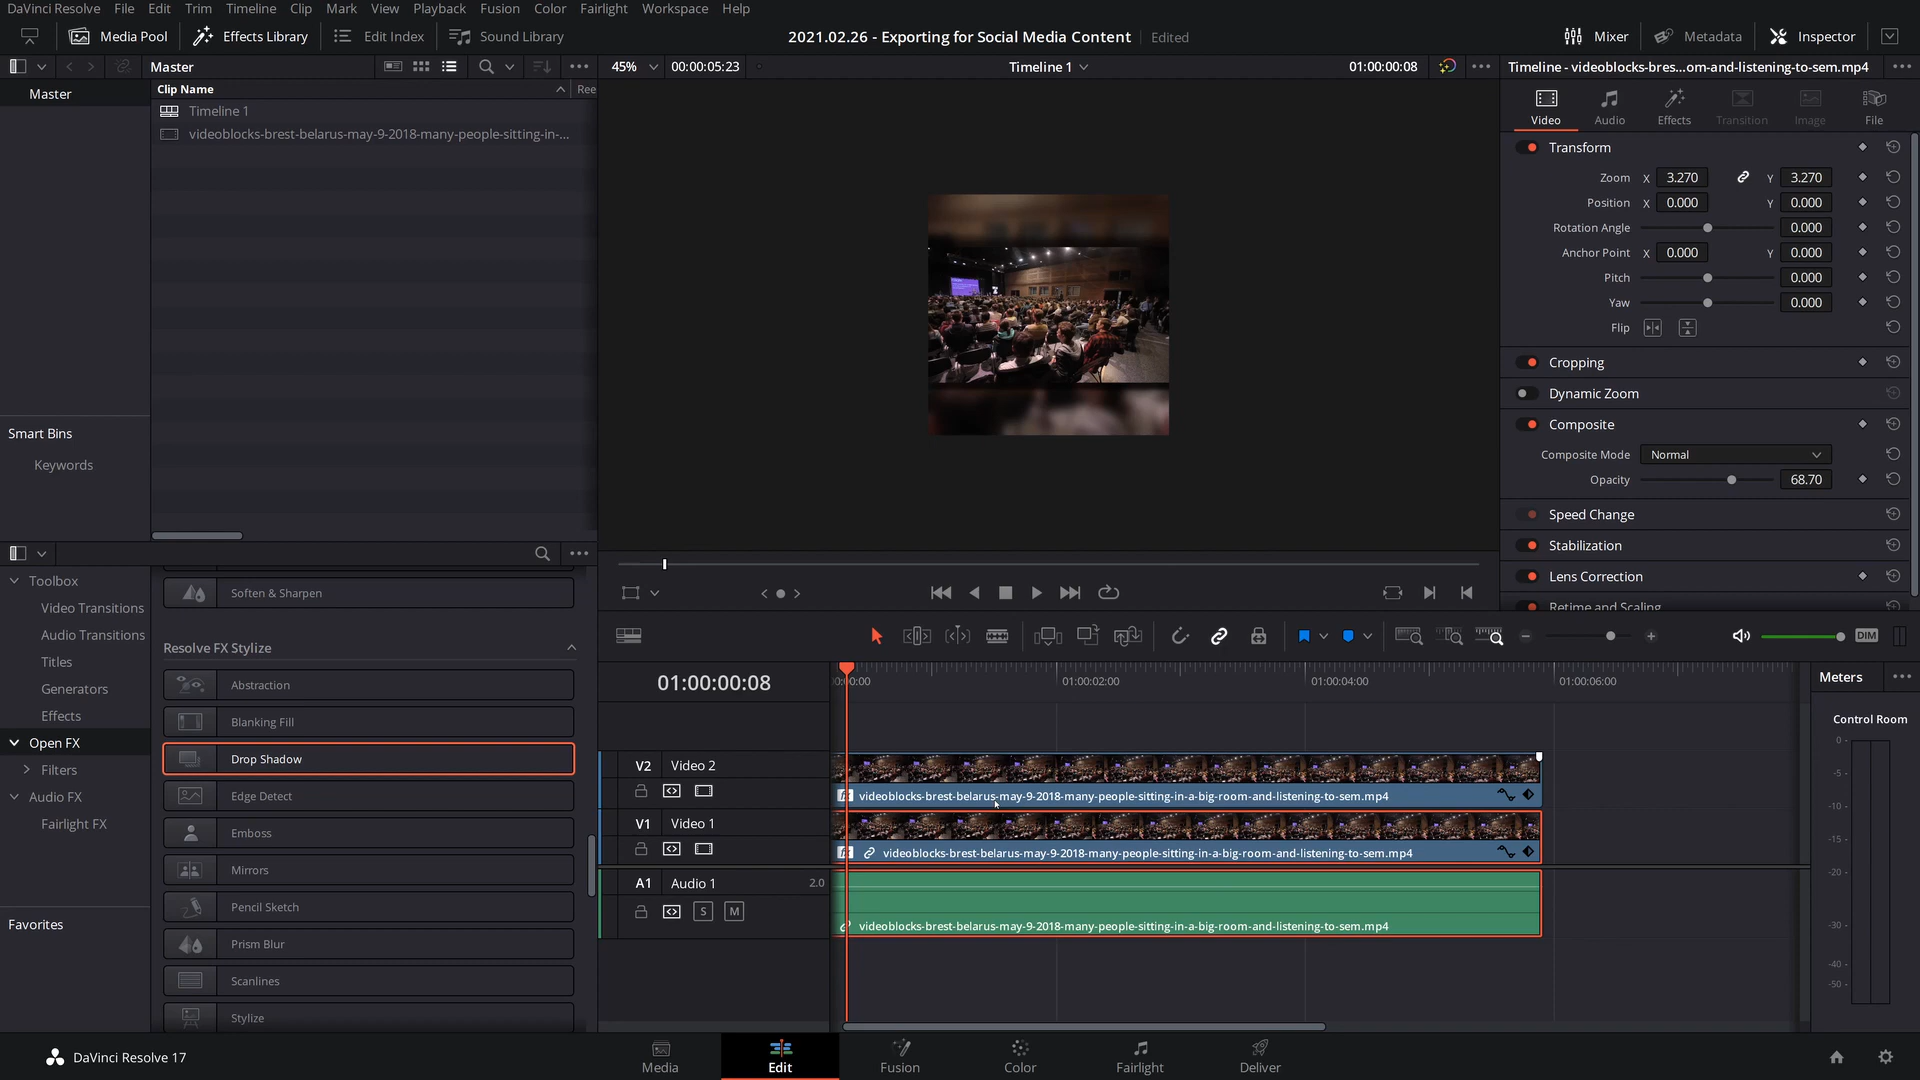 DaVinci Resolve File Edit Trim Timeline Clip Mark View Playback Fusion Color Fairlight Workspace Help
Media Pool Effects Library Edit Index Sound Library 2021.02.26 - Exporting for Social Media Content Edited Mixer Metadata Inspector
Master 45% 00:00:05:23 Timeline 1 01:00:00:08 Timeline - videoblocks-bres...om-and-listening-to-sem.mp4
Master
Clip Name Ree
Timeline 1
videoblocks-brest-belarus-may-9-2018-many-people-sitting-in-...
Smart Bins
Keywords
Video Audio Effects Transition Image File
Transform
Zoom X 3.270 Y 3.270
Position X 0.000 Y 0.000
Rotation Angle 0.000
Anchor Point X 0.000 Y 0.000
Pitch 0.000
Yaw 0.000
Flip
Cropping
Dynamic Zoom
Composite
Composite Mode Normal
Opacity 68.70
Speed Change
Stabilization
Lens Correction
Retime and Scaling
Toolbox
Video Transitions
Audio Transitions
Titles
Generators
Effects
Open FX
Filters
Audio FX
Fairlight FX
Favorites
Soften & Sharpen
Resolve FX Stylize
Abstraction
Blanking Fill
Drop Shadow
Edge Detect
Emboss
Mirrors
Pencil Sketch
Prism Blur
Scanlines
Stylize
DIM
01:00:00:08 00:00 01:00:02:00 01:00:04:00 01:00:06:00
V2 Video 2
videoblocks-brest-belarus-may-9-2018-many-people-sitting-in-a-big-room-and-listening-to-sem.mp4
V1 Video 1
videoblocks-brest-belarus-may-9-2018-many-people-sitting-in-a-big-room-and-listening-to-sem.mp4
A1 Audio 1 2.0
S M
videoblocks-brest-belarus-may-9-2018-many-people-sitting-in-a-big-room-and-listening-to-sem.mp4
Meters
Control Room
0
-5
-10
-15
-20
-30
-40
-50
DaVinci Resolve 17 Media Edit Fusion Color Fairlight Deliver